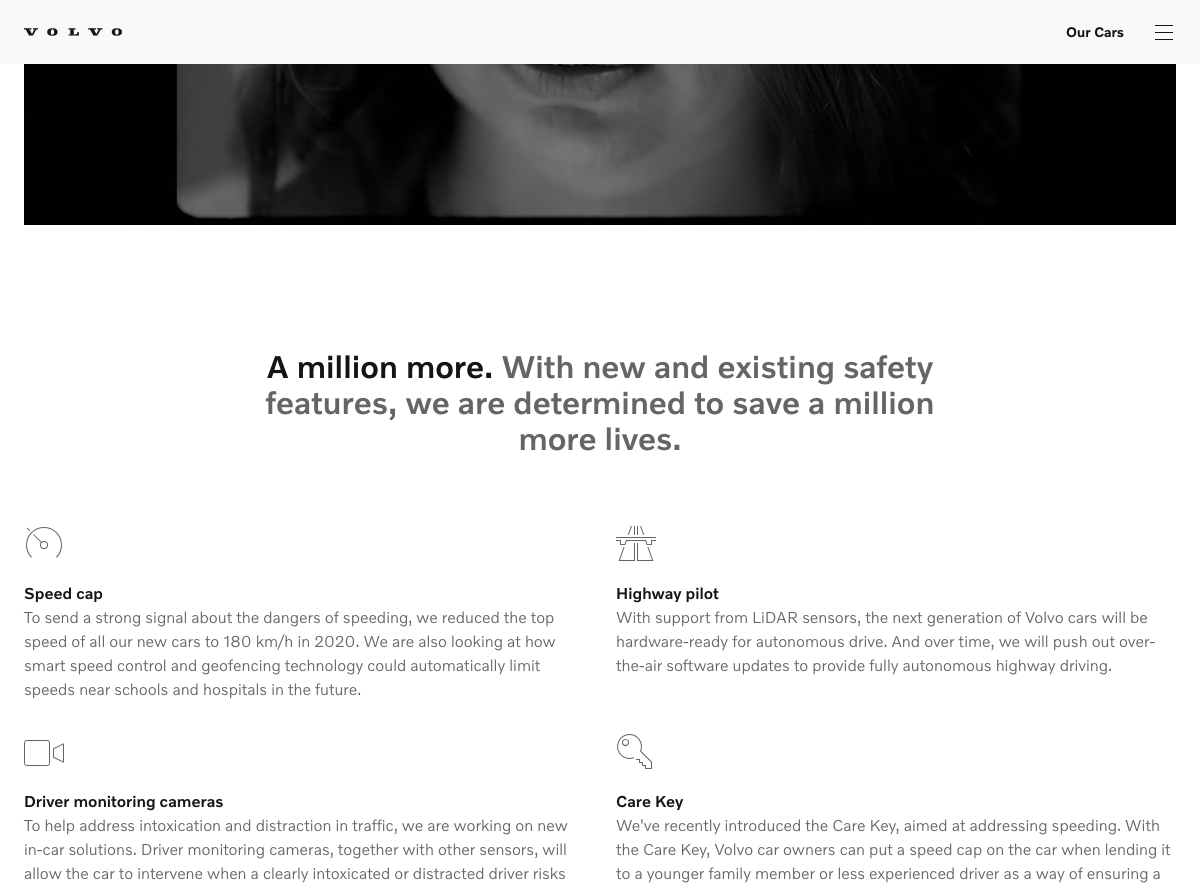 VOLVO
Our Cars
A million more. With new and existing safety
features, we are determined to save a million
more lives.
Speed cap
To send a strong signal about the dangers of speeding, we reduced the top
speed of all our new cars to 180 km/h in 2020. We are also looking at how
smart speed control and geofencing technology could automatically limit
speeds near schools and hospitals in the future.
Highway pilot
With support from LiDAR sensors, the next generation of Volvo cars will be
hardware-ready for autonomous drive. And over time, we will push out over-
the-air software updates to provide fully autonomous highway driving.
Driver monitoring cameras
To help address intoxication and distraction in traffic, we are working on new
in-car solutions. Driver monitoring cameras, together with other sensors, will
allow the car to intervene when a clearly intoxicated or distracted driver risks
Care Key
We've recently introduced the Care Key, aimed at addressing speeding. With
the Care Key, Volvo car owners can put a speed cap on the car when lending it
to a younger family member or less experienced driver as a way of ensuring a